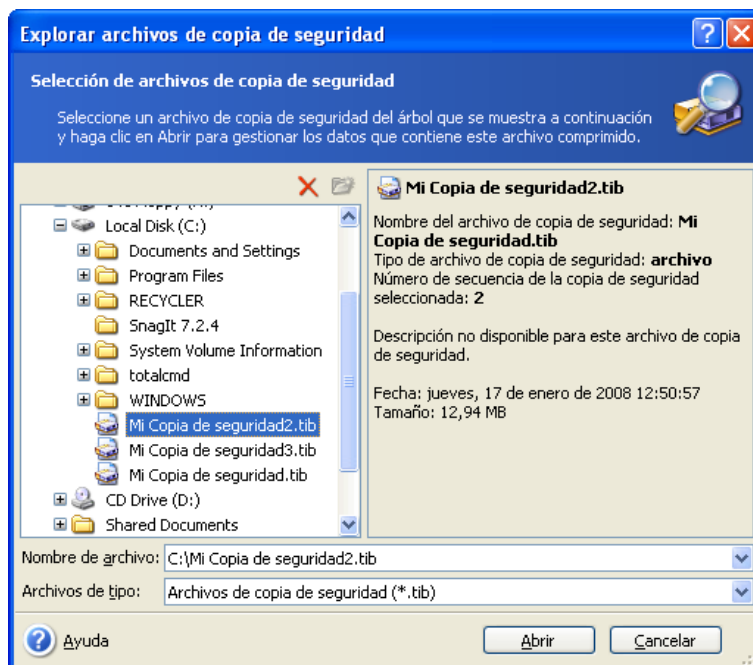 Explorar archivos de copia de seguridad
Selección de archivos de copia de seguridad
Seleccione un archivo de copia de seguridad del árbol que se muestra a continuación
y haga clic en Abrir para gestionar los datos que contiene este archivo comprimido.
Local Disk (C:)
Documents and Settings
Program Files
RECYCLER
SnagIt 7.2.4
System Volume Information
totalcmd
WINDOWS
Mi Copia de seguridad2.tib
Mi Copia de seguridad3.tib
Mi Copia de seguridad.tib
CD Drive (D:)
Shared Documents
Mi Copia de seguridad2.tib
Nombre del archivo de copia de seguridad: Mi
Copia de seguridad.tib
Tipo de archivo de copia de seguridad: archivo
Número de secuencia de la copia de seguridad
seleccionada: 2
Descripción no disponible para este archivo de copia
de seguridad.
Fecha: jueves, 17 de enero de 2008 12:50:57
Tamaño: 12,94 MB
Nombre de archivo: C:\Mi Copia de seguridad2.tib
Archivos de tipo: Archivos de copia de seguridad (*.tib)
Ayuda
Abrir
Cancelar